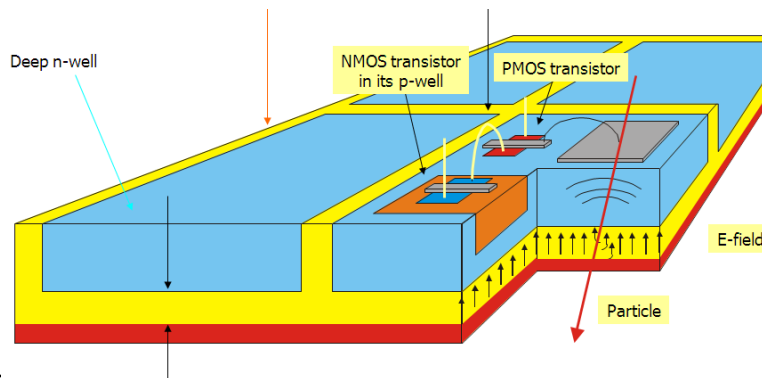 Deep n-well
NMOS transistor
in its p-well
PMOS transistor
E-field
Particle